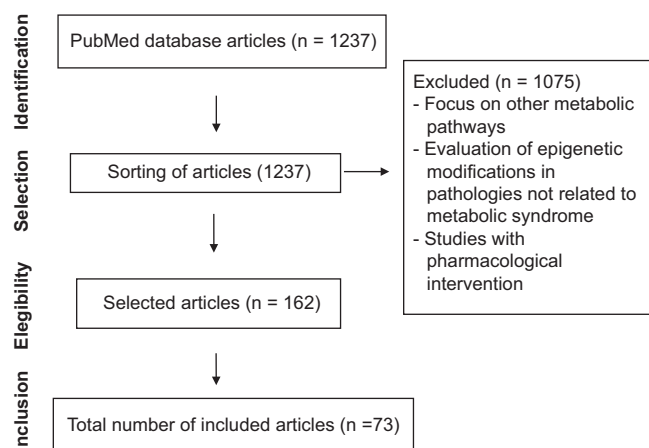 Identification
PubMed database articles (n = 1237)
Selection
Sorting of articles (1237)
Excluded (n = 1075)
- Focus on other metabolic
pathways
- Evaluation of epigenetic
modifications in
pathologies not related to
metabolic syndrome
- Studies with
pharmacological
intervention
Elegibility
Selected articles (n = 162)
nclusion
Total number of included articles (n =73)